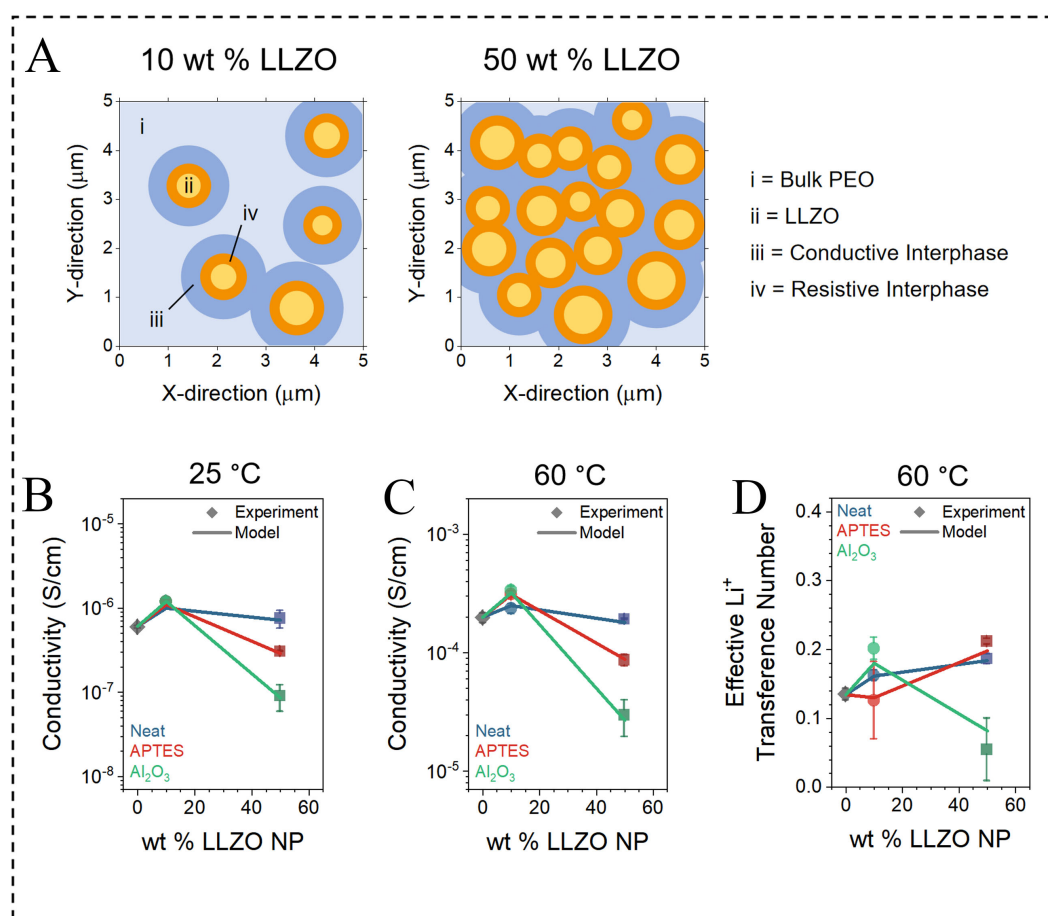 A
10 wt % LLZO
50 wt % LLZO
5
4
3
2
1
0
Y-direction (μm)
i
ii
iv
iii
0 1 2 3 4 5
X-direction (μm)
5
4
3
2
1
0
Y-direction (μm)
0 1 2 3 4 5
X-direction (μm)
i = Bulk PEO
ii = LLZO
iii = Conductive Interphase
iv = Resistive Interphase
B
25 °C
Conductivity (S/cm)
10⁻⁵
10⁻⁶
10⁻⁷
10⁻⁸
Experiment
Model
Neat
APTES
Al₂O₃
0 20 40 60
wt % LLZO NP
C
60 °C
Conductivity (S/cm)
10⁻³
10⁻⁴
10⁻⁵
Experiment
Model
Neat
APTES
Al₂O₃
0 20 40 60
wt % LLZO NP
D
60 °C
Effective Li⁺
Transference Number
0.4
0.3
0.2
0.1
0.0
Neat
APTES
Al₂O₃
Experiment
Model
0 20 40 60
wt % LLZO NP